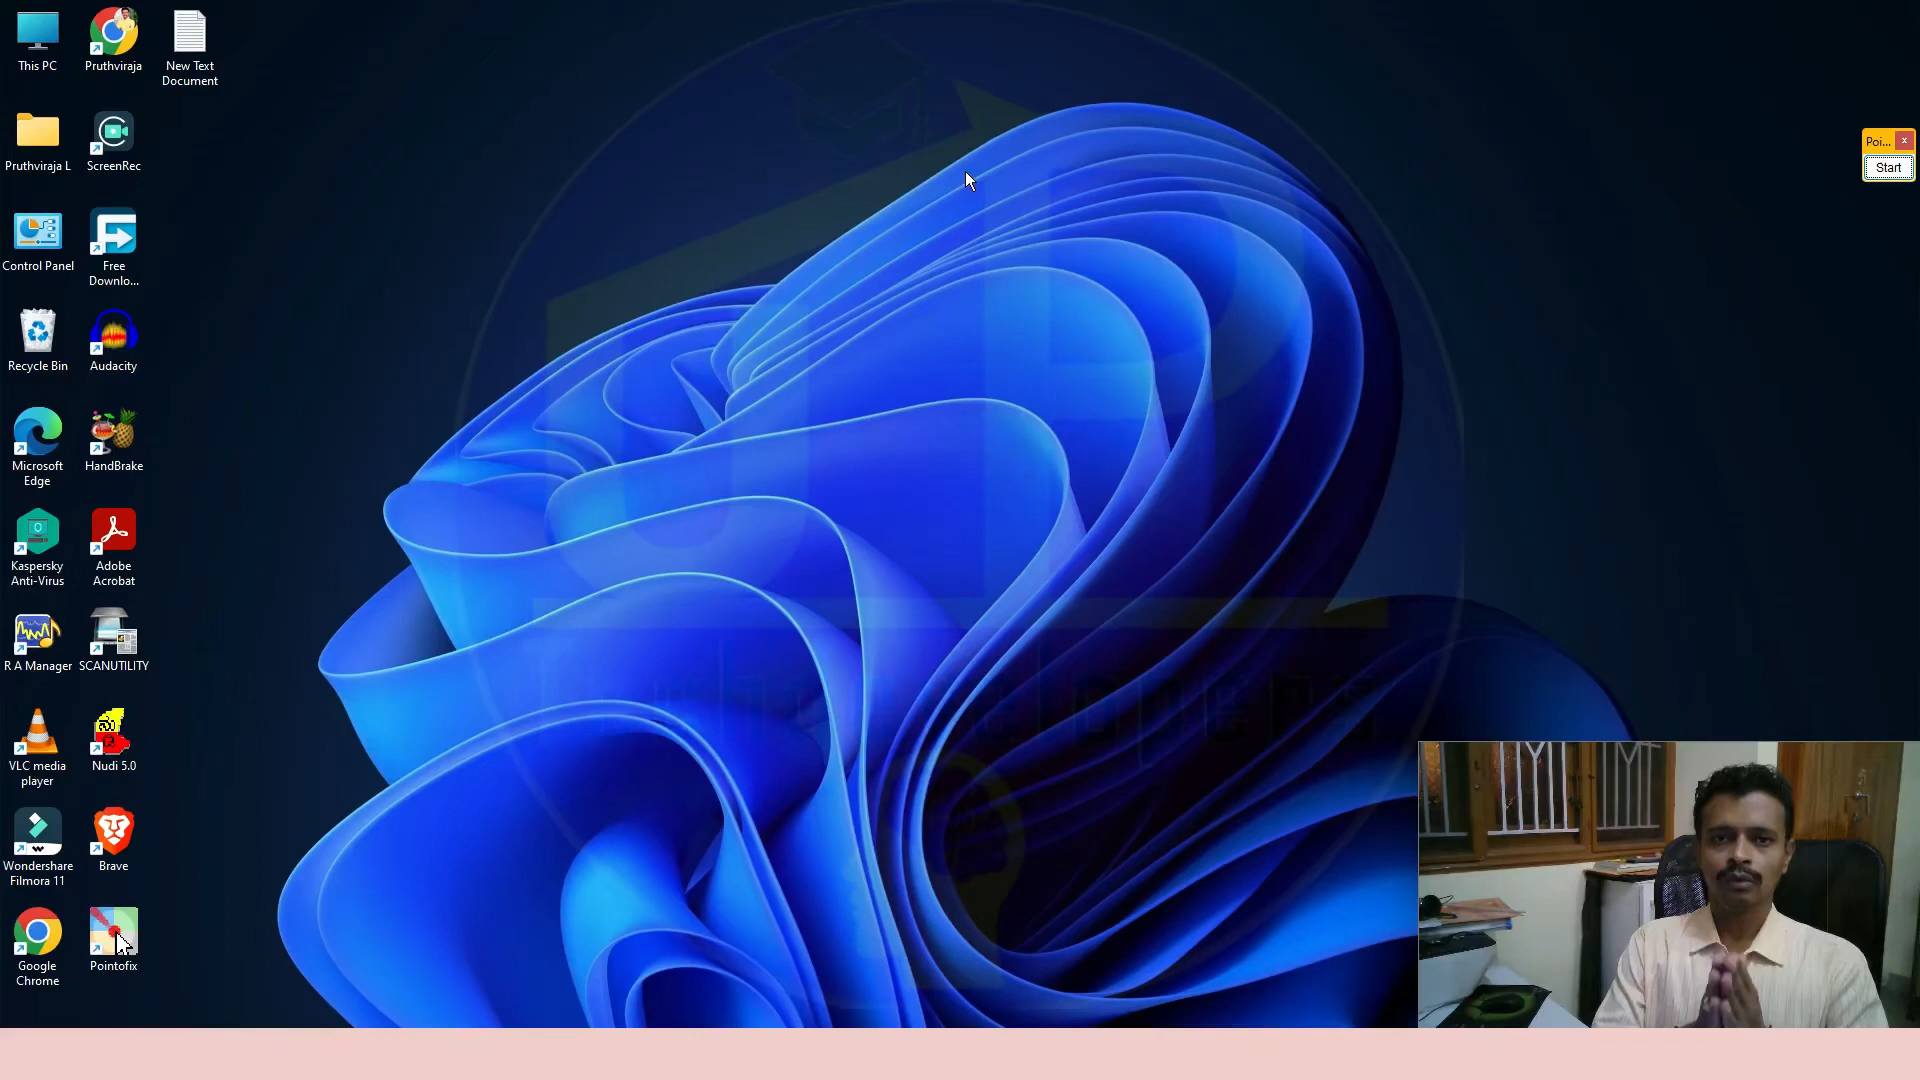 This PC
Pruthviraja
New Text
Document
Pruthviraja L
ScreenRec
Control Panel
Free
Downlo...
Recycle Bin
Audacity
Microsoft
Edge
HandBrake
Kaspersky
Anti-Virus
Adobe
Acrobat
R A Manager
SCANUTILITY
VLC media
player
Nudi 5.0
Wondershare
Filmora 11
Brave
Google
Chrome
Pointofix
Poi...
Start